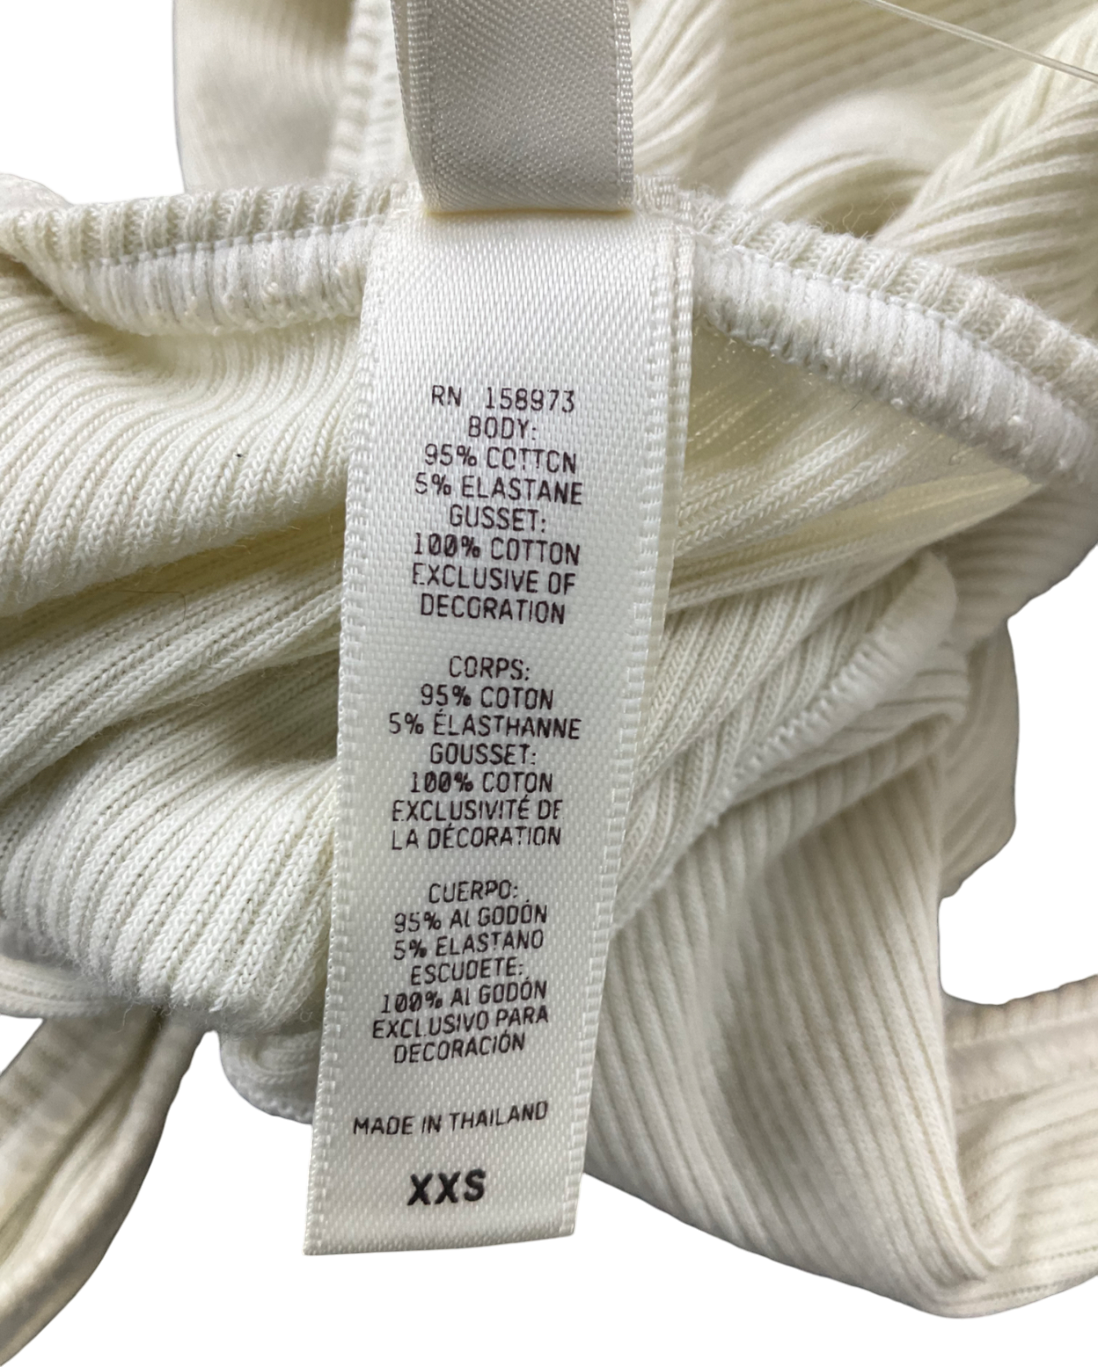 RN 158973
BODY:
95% COTTON
5% ELASTANE
GUSSET:
100% COTTON
EXCLUSIVE OF
DECORATION
CORPS:
95% COTON
5% ÉLASTHANNE
GOUSSET:
100% COTON
EXCLUSIVITÉ DE
LA DÉCORATION
CUERPO:
95% ALGODÓN
5% ELASTANO
ESCUDETE:
100% ALGODÓN
EXCLUSIVO PARA
DECORACIÓN
MADE IN THAILAND
XXS